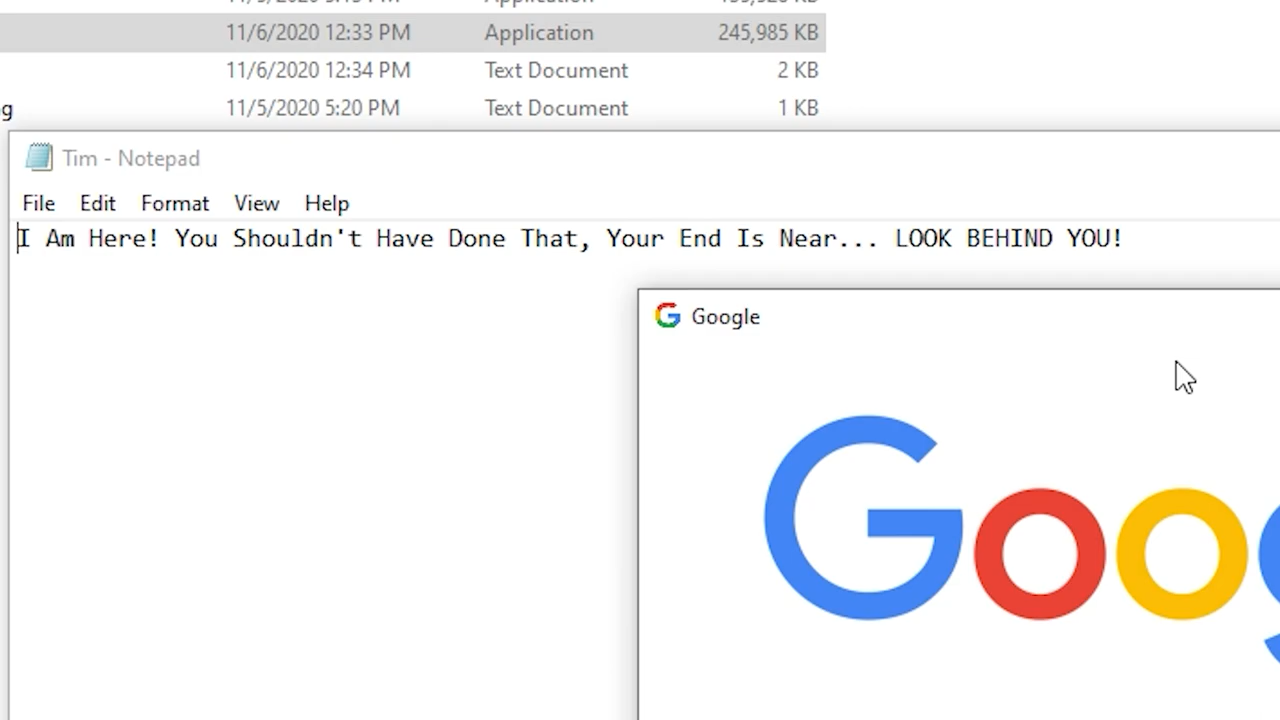 11/6/2020 12:33 PM Application 245,985 KB
11/6/2020 12:34 PM Text Document 2 KB
g 11/5/2020 5:20 PM Text Document 1 KB
Tim - Notepad
File Edit Format View Help
I Am Here! You Shouldn't Have Done That, Your End Is Near... LOOK BEHIND YOU!
Google
Goog